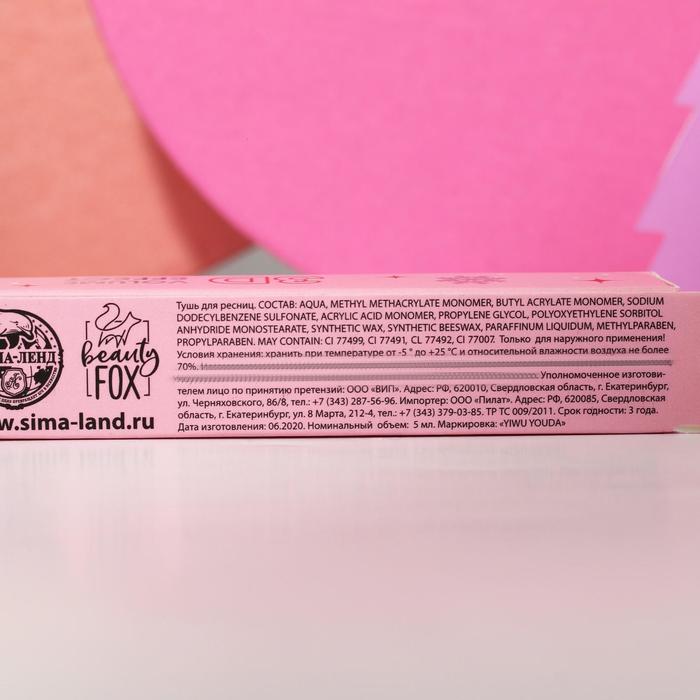 VOLUME
EFFECT
3D
МА-ЛЕНД
beauty
FOX
w.sima-land.ru
Тушь для ресниц. СОСТАВ: AQUA, METHYL METHACRYLATE MONOMER, BUTYL ACRYLATE MONOMER, SODIUM
DODECYLBENZENE SULFONATE, ACRYLIC ACID MONOMER, PROPYLENE GLYCOL, POLYOXYETHYLENE SORBITOL
ANHYDRIDE MONOSTEARATE, SYNTHETIC WAX, SYNTHETIC BEESWAX, PARAFFINUM LIQUIDUM, METHYLPARABEN,
PROPYLPARABEN. MAY CONTAIN: CI 77499, CI 77491, CL 77492, CI 77007. Только для наружного применения!
Условия хранения: хранить при температуре от -5 ° до +25 °С и относительной влажности воздуха не более
70%.
Уполномоченное изготови-
телем лицо по принятию претензий: ООО «ВИП». Адрес: РФ, 620010, Свердловская область, г. Екатеринбург,
ул. Черняховского, 86/8, тел.: +7 (343) 287-56-96. Импортер: ООО «Пилат». Адрес: РФ, 620085, Свердловская
область, г. Екатеринбург, ул. 8 Марта, 212-4, тел.: +7 (343) 379-03-85. ТР ТС 009/2011. Срок годности: 3 года.
Дата изготовления: 06.2020. Номинальный объем: 5 мл. Маркировка: «YIWU YOUDA»